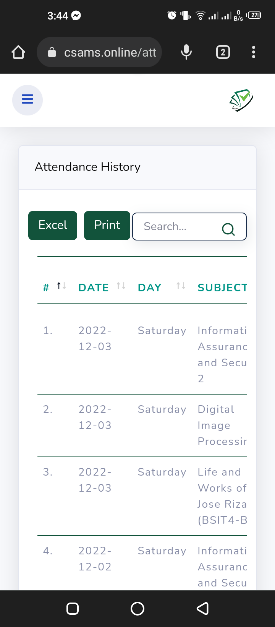 3:44
csams.online/att
2
Attendance History
Excel Print Search...
# DATE DAY SUBJECT
1. 2022- Saturday Informati
12-03 Assuranc
and Secu
2
2. 2022- Saturday Digital
12-03 Image
Processin
3. 2022- Saturday Life and
12-03 Works of
Jose Riza
(BSIT4-B
4. 2022- Saturday Informati
12-02 Assuranc
and Secu